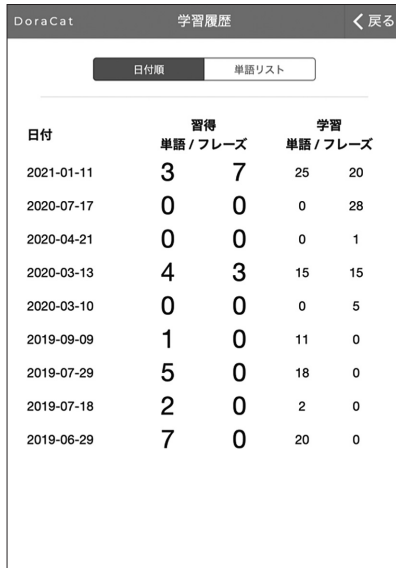 DoraCat 学習履歴 く戻る
日付順 単語リスト
習得 学習
日付
単語 / フレーズ 単語 / フレーズ
2021-01-11 3 7 25 20
2020-07-17 0 0 0 28
2020-04-21 0 0 0 1
2020-03-13 4 3 15 15
2020-03-10 0 0 0 5
2019-09-09 1 0 11 0
2019-07-29 5 0 18 0
2019-07-18 2 0 2 0
2019-06-29 7 0 20 0